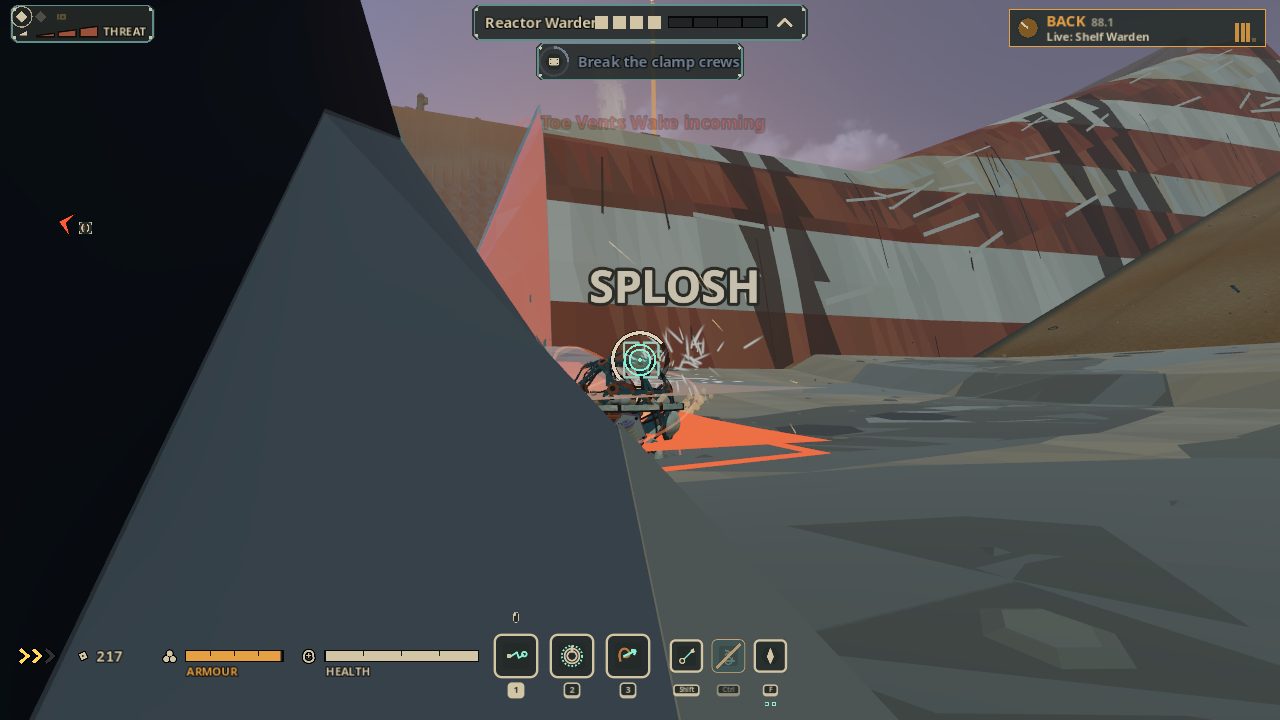 THREAT
Reactor Warden
Break the clamp crews
BACK 88.1
Live: Shelf Warden
Toe Vents Wake incoming
SPLOSH
217
ARMOUR
HEALTH
1
2
3
Shift
Ctrl
F